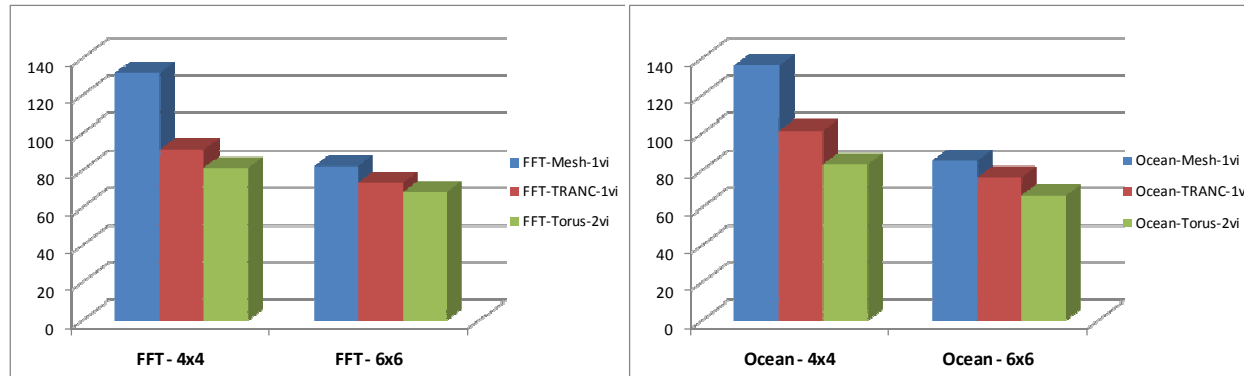 140
120
100
80
60
40
20
0
FFT - 4x4
FFT - 6x6
FFT-Mesh-1vi
FFT-TRANC-1vi
FFT-Torus-2vi
140
120
100
80
60
40
20
0
Ocean - 4x4
Ocean - 6x6
Ocean-Mesh-1vi
Ocean-TRANC-1vi
Ocean-Torus-2vi